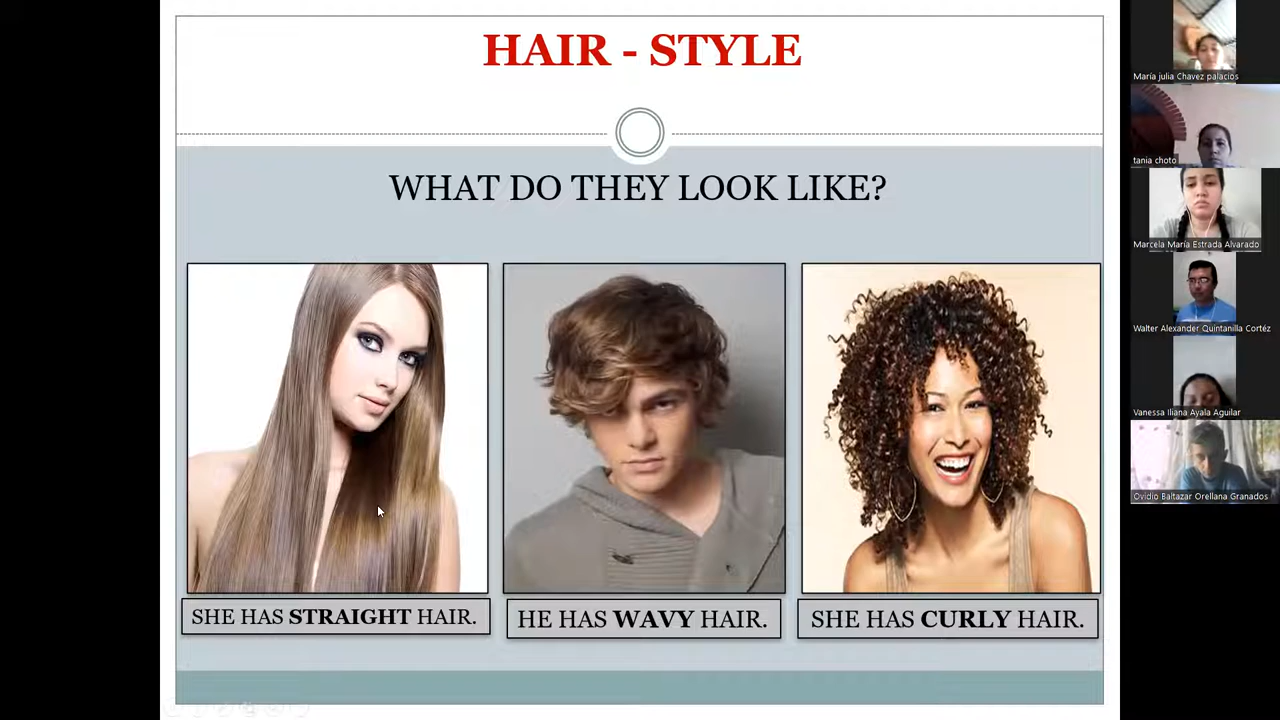 HAIR - STYLE
WHAT DO THEY LOOK LIKE?
SHE HAS STRAIGHT HAIR.
HE HAS WAVY HAIR.
SHE HAS CURLY HAIR.
María julia Chavez palacios
tania choto
Marcela María Estrada Alvarado
Walter Alexander Quintanilla Cortéz
Vanessa Iliana Ayala Aguilar
Ovidio Baltazar Orellana Granados